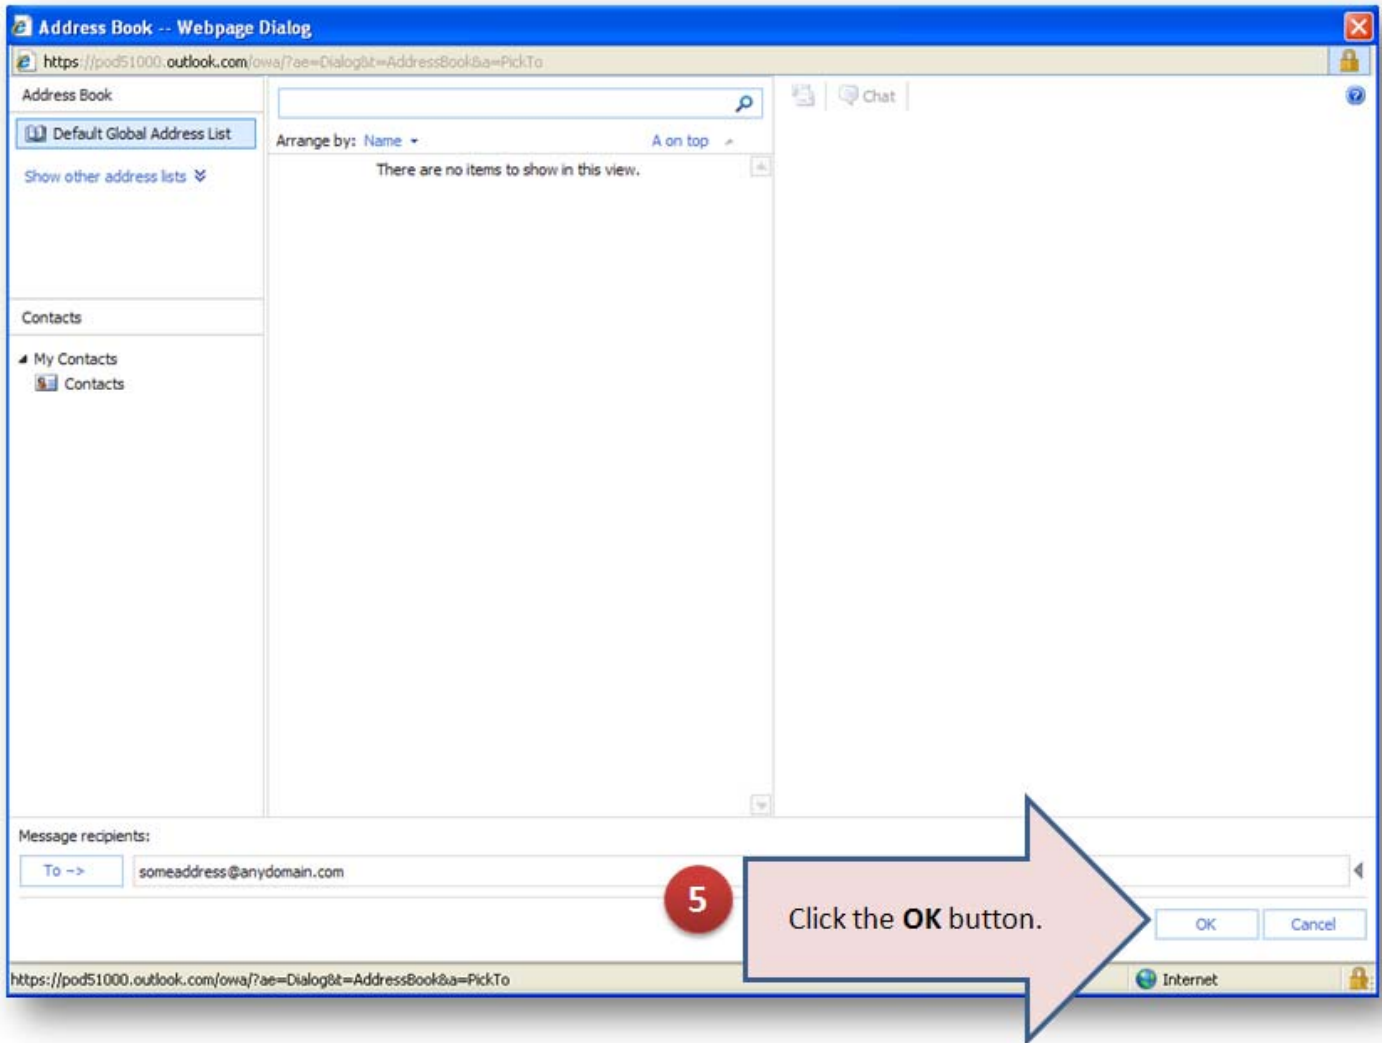 Address Book -- Webpage Dialog
https://pod51000.outlook.com/owa/?ae=Dialog&t=AddressBook&a=PickTo
Address Book
Default Global Address List
Show other address lists
Arrange by: Name
A on top
There are no items to show in this view.
Chat
Contacts
My Contacts
Contacts
Message recipients:
To -> someaddress@anydomain.com
5
Click the OK button.
OK
Cancel
https://pod51000.outlook.com/owa/?ae=Dialog&t=AddressBook&a=PickTo
Internet